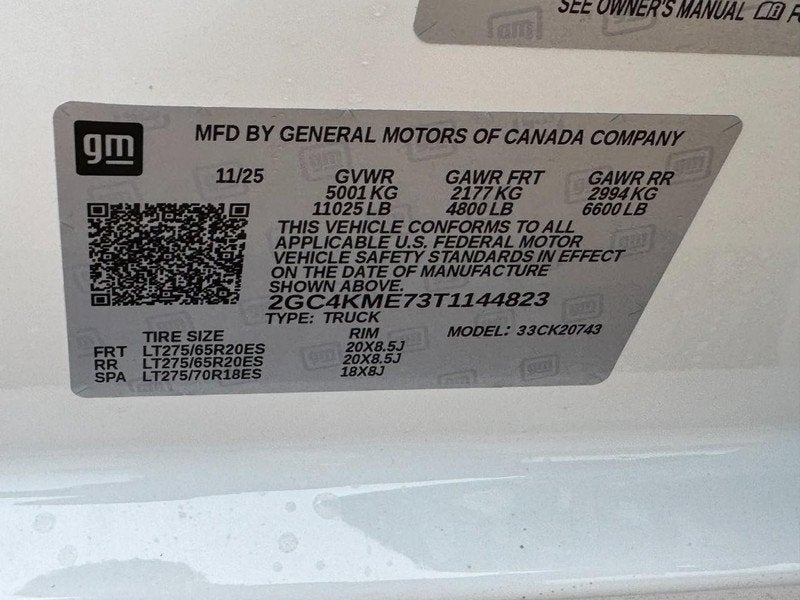 SEE OWNER'S MANUAL
gm
MFD BY GENERAL MOTORS OF CANADA COMPANY
11/25 GVWR GAWR FRT GAWR RR
5001 KG 2177 KG 2994 KG
11025 LB 4800 LB 6600 LB
THIS VEHICLE CONFORMS TO ALL
APPLICABLE U.S. FEDERAL MOTOR
VEHICLE SAFETY STANDARDS IN EFFECT
ON THE DATE OF MANUFACTURE
SHOWN ABOVE.
2GC4KME73T1144823
TYPE: TRUCK MODEL: 33CK20743
TIRE SIZE RIM
FRT LT275/65R20ES 20X8.5J
RR LT275/65R20ES 20X8.5J
SPA LT275/70R18ES 18X8J